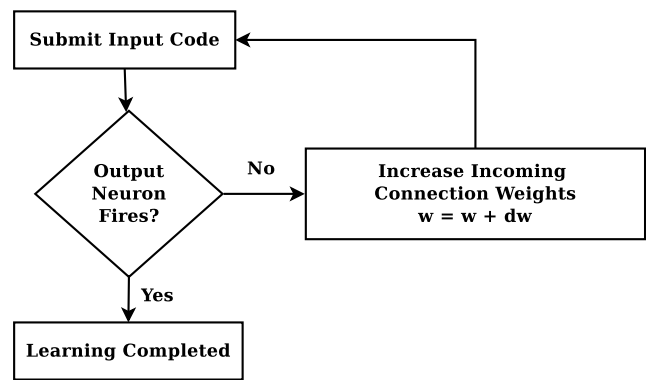 Submit Input Code
Output
Neuron
Fires?
No
Increase Incoming
Connection Weights
w = w + dw
Yes
Learning Completed